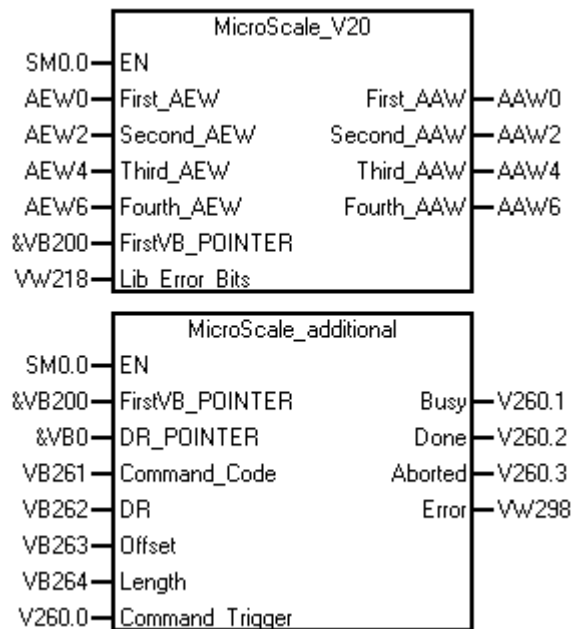 MicroScale_V20
SM0.0 EN
AEW0 First_AEW First_AAW AAW0
AEW2 Second_AEW Second_AAW AAW2
AEW4 Third_AEW Third_AAW AAW4
AEW6 Fourth_AEW Fourth_AAW AAW6
&VB200 FirstVB_POINTER
VW218 Lib_Error_Bits
MicroScale_additional
SM0.0 EN
&VB200 FirstVB_POINTER Busy V260.1
&VB0 DR_POINTER Done V260.2
VB261 Command_Code Aborted V260.3
VB262 DR Error VW298
VB263 Offset
VB264 Length
V260.0 Command_Trigger